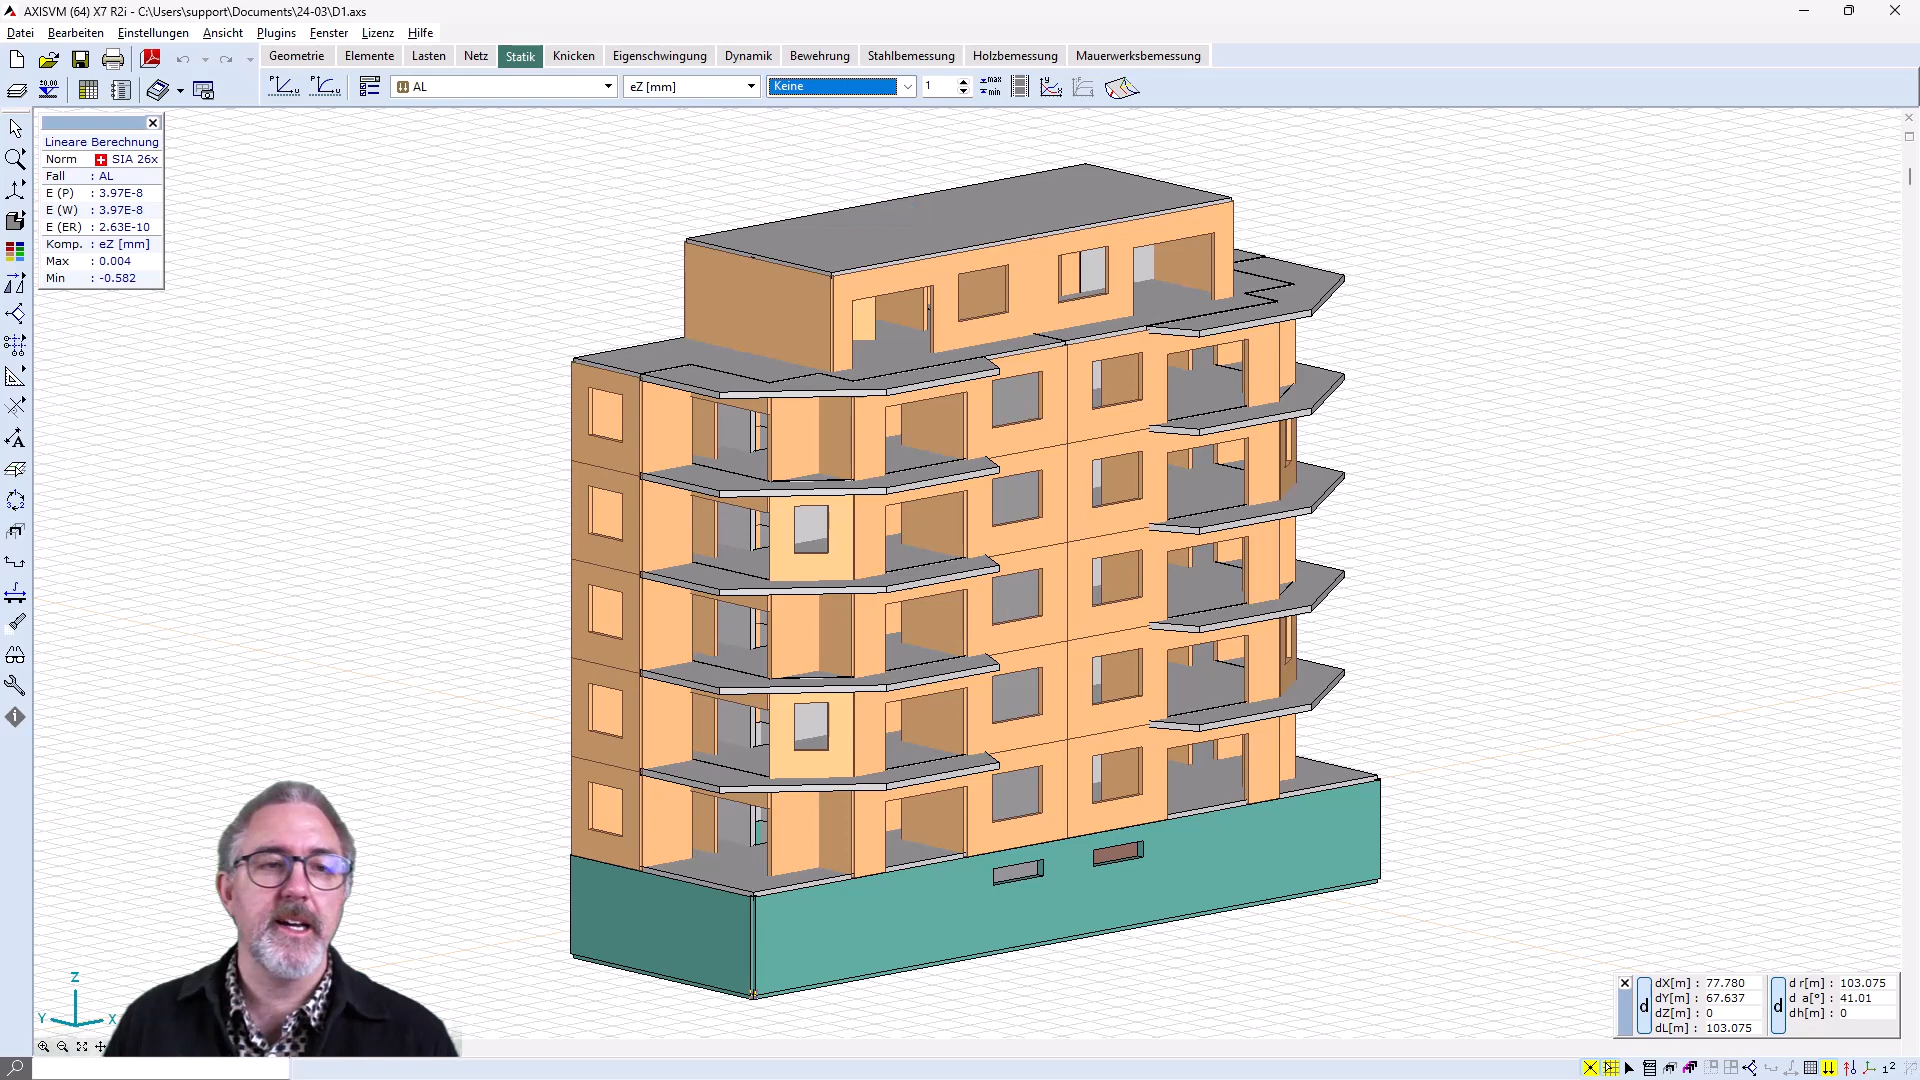 AXISVM (64) X7 R2i - C:\Users\support\Documents\24-03\D1.axs
Datei Bearbeiten Einstellungen Ansicht Plugins Fenster Lizenz Hilfe
Geometrie Elemente Lasten Netz Statik Knicken Eigenschwingung Dynamik Bewehrung Stahlbemessung Holzbemessung Mauerwerksbemessung
AL eZ [mm] Keine 1 max min
Lineare Berechnung
Norm SIA 26x
Fall : AL
E (P) : 3.97E-8
E (W) : 3.97E-8
E (ER) : 2.63E-10
Komp. : eZ [mm]
Max : 0.004
Min : -0.582
Z
Y X
d dX[m] : 77.780
dY[m] : 67.637
dZ[m] : 0
dL[m] : 103.075
d d r[m] : 103.075
d a[°] : 41.01
dh[m] : 0